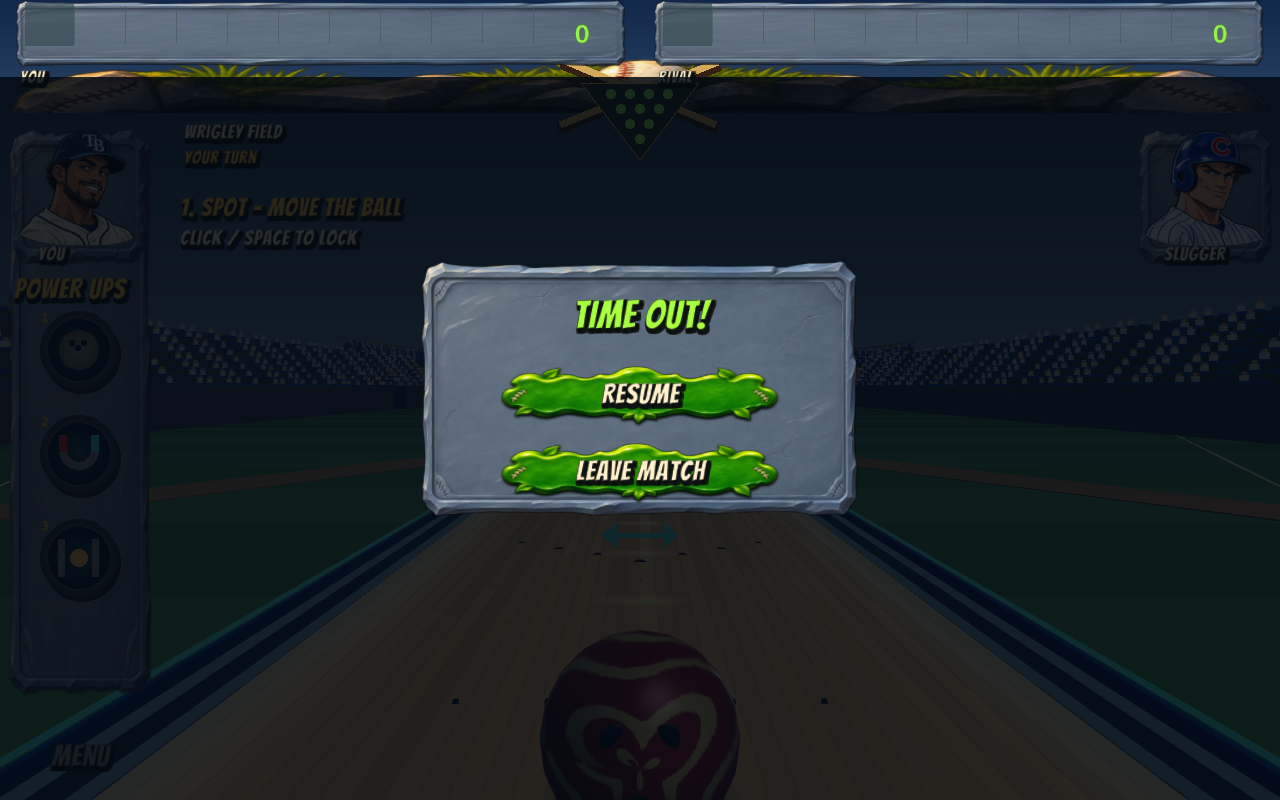 0
0
YOU
RIVAL
WRIGLEY FIELD
YOUR TURN
1. SPOT - MOVE THE BALL
CLICK / SPACE TO LOCK
TB
C
YOU
SLUGGER
POWER UPS
1
2
3
TIME OUT!
RESUME
LEAVE MATCH
MENU